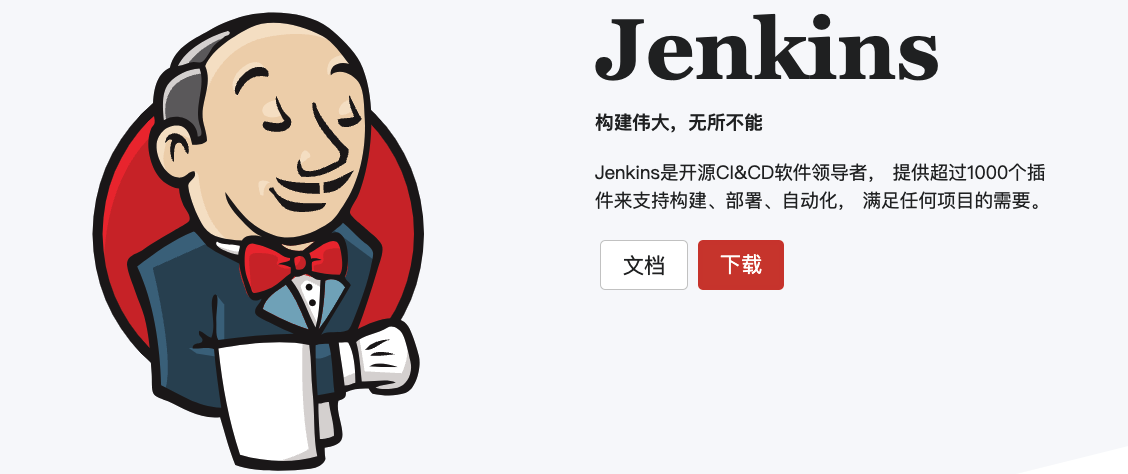 Jenkins
构建伟大，无所不能
Jenkins是开源CI&CD软件领导者， 提供超过1000个插
件来支持构建、部署、自动化， 满足任何项目的需要。
文档 下载